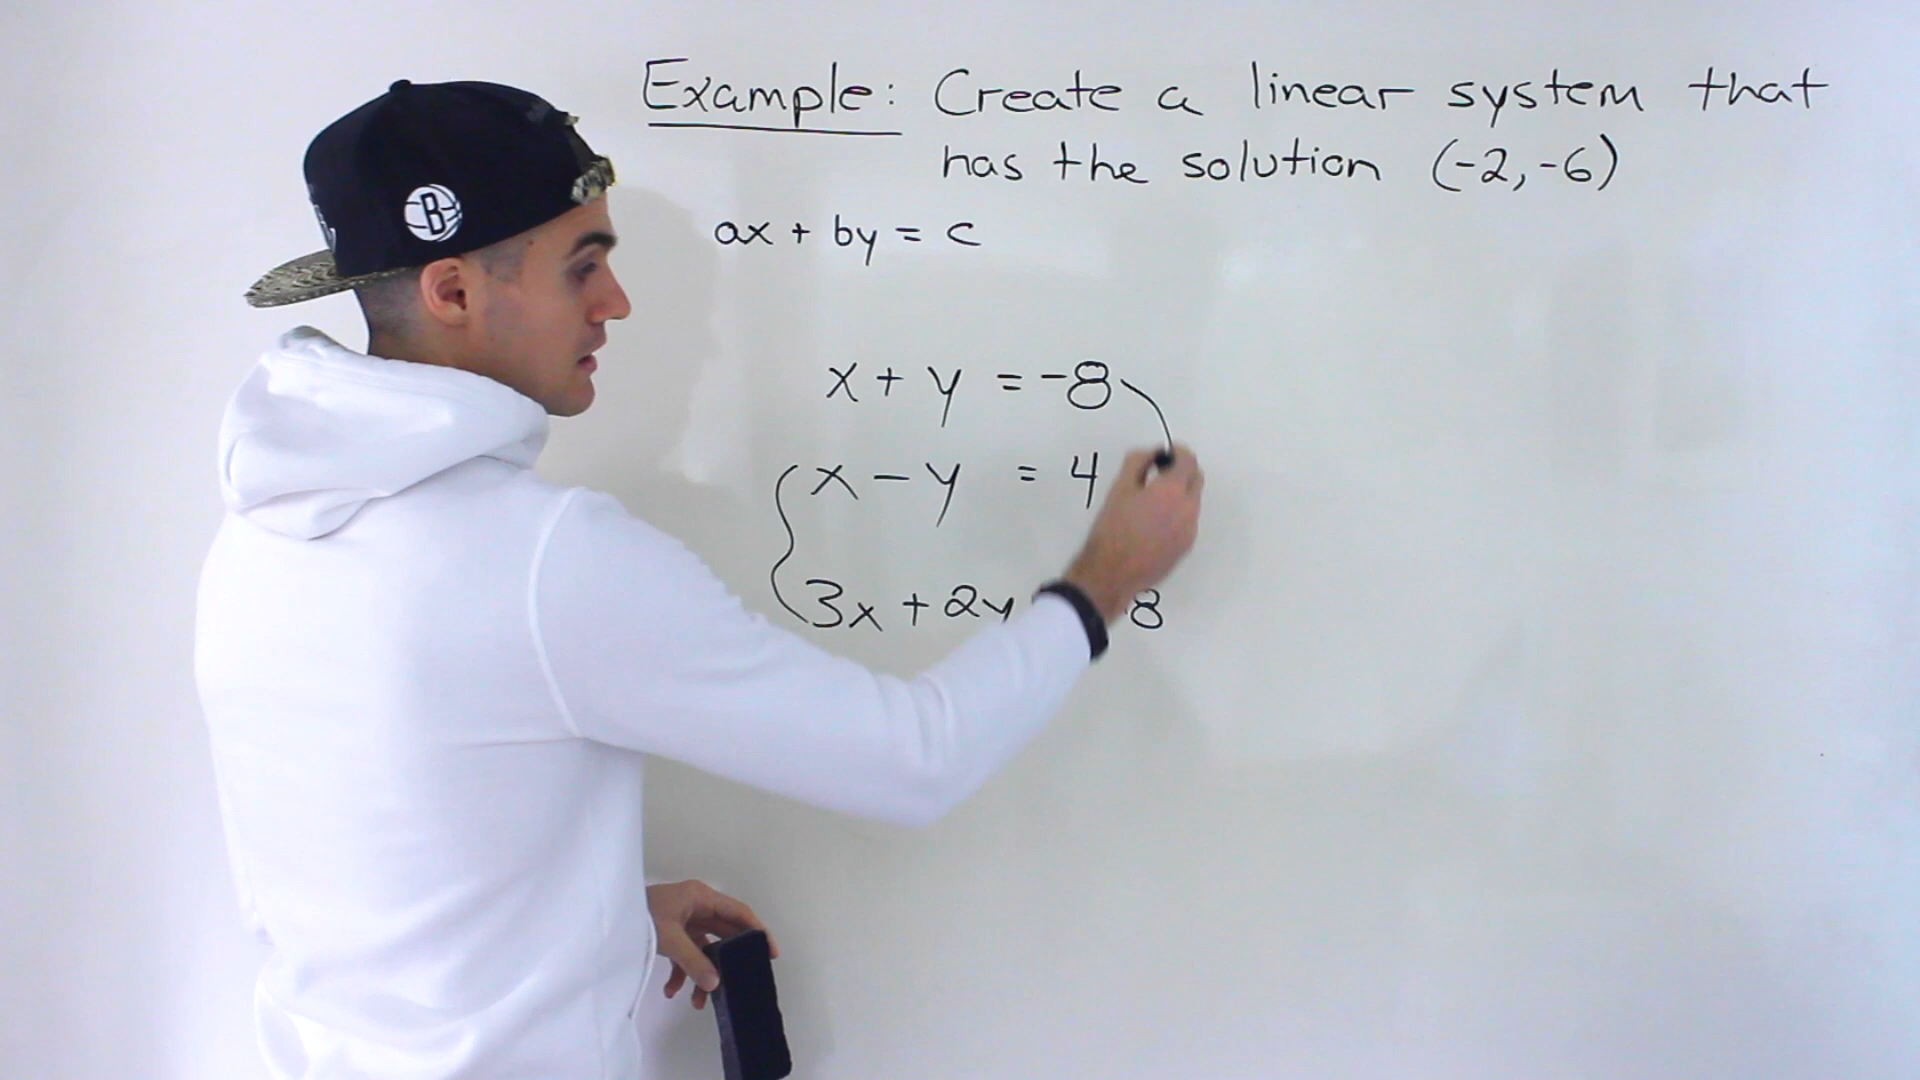 Example: Create a linear system that
has the solution (-2,-6)
ax + by = c
x + y = -8
x - y = 4
3x + 2y 8
B